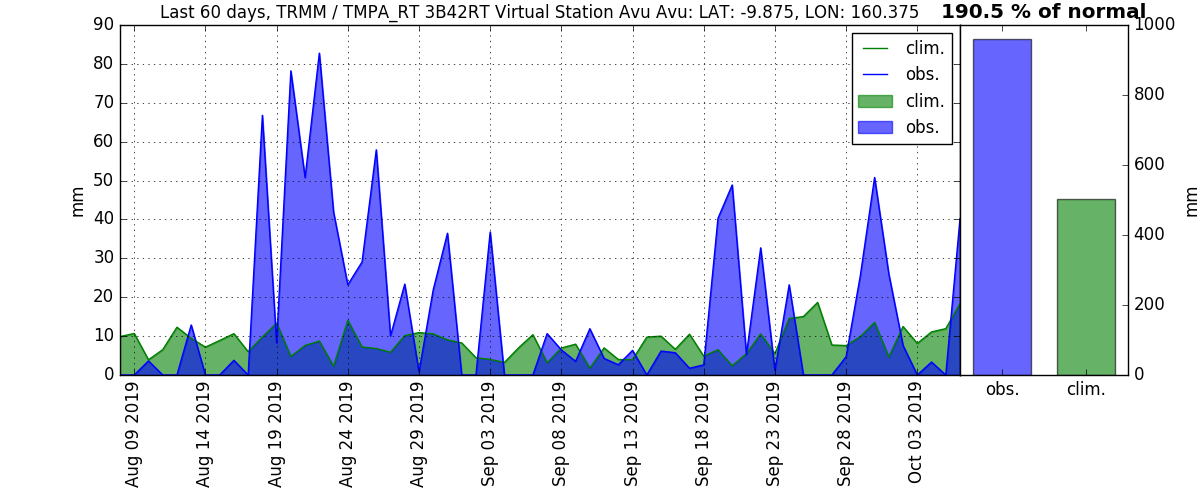 Last 60 days, TRMM / TMPA_RT 3B42RT Virtual Station Avu Avu: LAT: -9.875, LON: 160.375
190.5 % of normal
90
80
70
60
50
40
30
20
10
0
mm
clim.
obs.
clim.
obs.
Aug 09 2019
Aug 14 2019
Aug 19 2019
Aug 24 2019
Aug 29 2019
Sep 03 2019
Sep 08 2019
Sep 13 2019
Sep 18 2019
Sep 23 2019
Sep 28 2019
Oct 03 2019
1000
800
600
400
200
0
mm
obs.
clim.